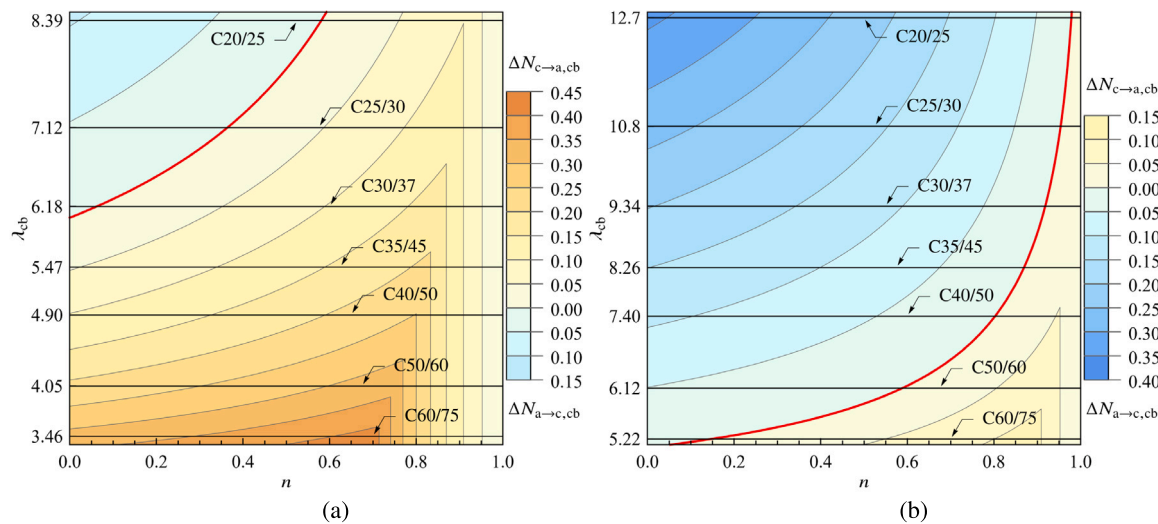 8.39
7.12
6.18
5.47
4.90
4.05
3.46
λcb
0.0
0.2
0.4
0.6
0.8
1.0
n
C20/25
C25/30
C30/37
C35/45
C40/50
C50/60
C60/75
ΔNc→a,cb
0.45
0.40
0.35
0.30
0.25
0.20
0.15
0.10
0.05
0.00
0.05
0.10
0.15
ΔNa→c,cb
(a)
12.7
10.8
9.34
8.26
7.40
6.12
5.22
λcb
0.0
0.2
0.4
0.6
0.8
1.0
n
C20/25
C25/30
C30/37
C35/45
C40/50
C50/60
C60/75
ΔNc→a,cb
0.15
0.10
0.05
0.00
0.05
0.10
0.15
0.20
0.25
0.30
0.35
0.40
ΔNa→c,cb
(b)